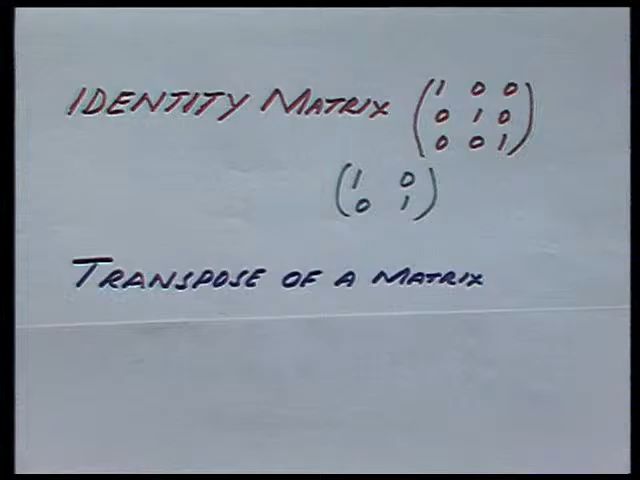 IDENTITY MATRIX (1 0 0
0 1 0
0 0 1)
(1 0
0 1)
TRANSPOSE OF A MATRIX